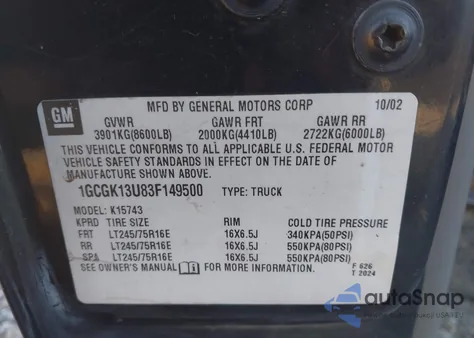 GM
MFD BY GENERAL MOTORS CORP 10/02
GVWR GAWR FRT GAWR RR
3901KG(8600LB) 2000KG(4410LB) 2722KG(6000LB)
THIS VEHICLE CONFORMS TO ALL APPLICABLE U.S. FEDERAL MOTOR
VEHICLE SAFETY STANDARDS IN EFFECT ON THE DATE OF
MANUFACTURE SHOWN ABOVE.
1GCGK13U83F149500 TYPE: TRUCK
MODEL: K15743
KPRD TIRE SIZE RIM COLD TIRE PRESSURE
FRT LT245/75R16E 16X6.5J 340KPA(50PSI)
RR LT245/75R16E 16X6.5J 550KPA(80PSI)
SPA LT245/75R16E 16X6.5J 550KPA(80PSI)
SEE OWNER'S MANUAL FOR MORE INFORMATION
F 626
T 2024
autoSnap